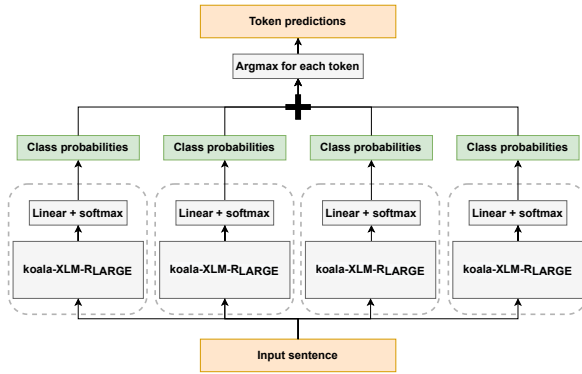 Token predictions
Argmax for each token
+
Class probabilities
Class probabilities
Class probabilities
Class probabilities
Linear + softmax
Linear + softmax
Linear + softmax
Linear + softmax
koala-XLM-RLARGE
koala-XLM-RLARGE
koala-XLM-RLARGE
koala-XLM-RLARGE
Input sentence